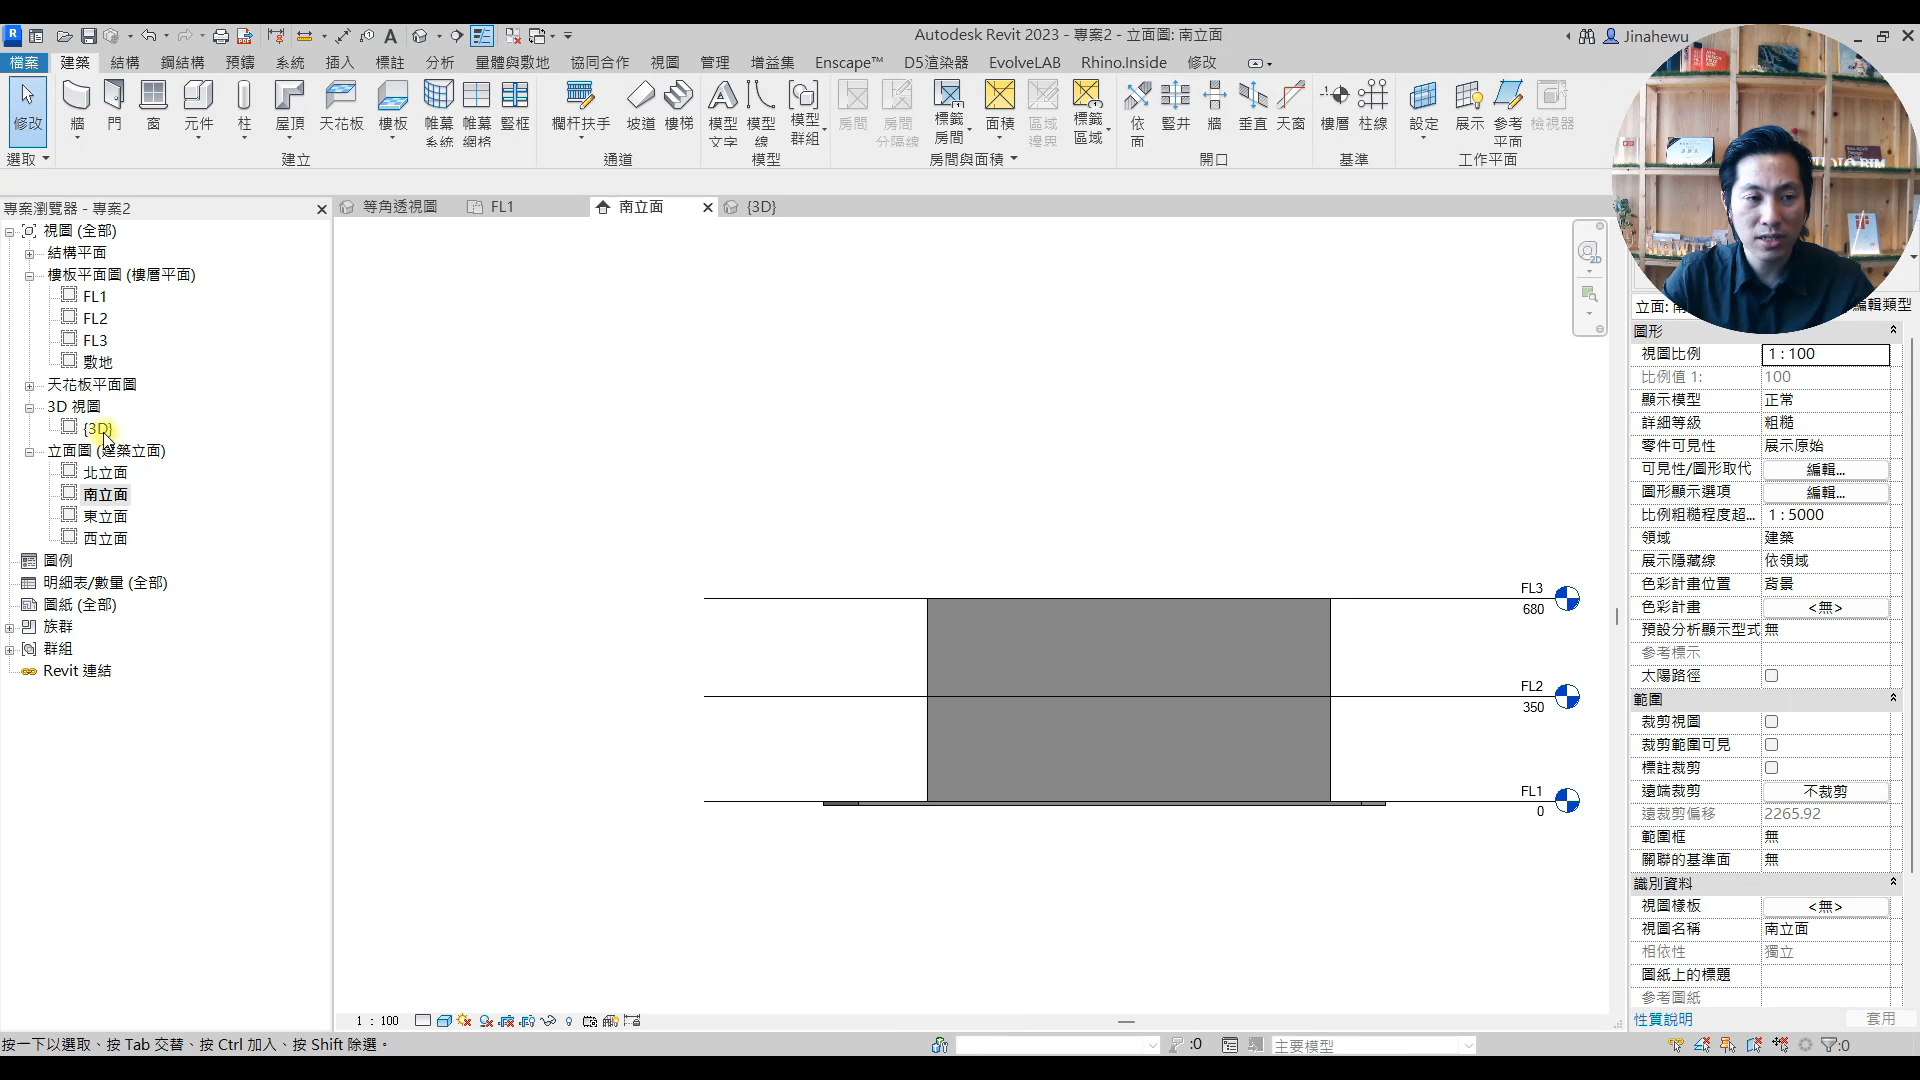 Autodesk Revit 2023 - 專案2 - 立面圖: 南立面
Jinahewu
檔案 建築 結構 鋼結構 預鑄 系統 插入 標註 分析 量體與敷地 協同合作 視圖 管理 增益集 Enscape™ D5渲染器 EvolveLAB Rhino.Inside 修改
修改 牆 門 窗 元件 柱 屋頂 天花板 樓板 帷幕系統 帷幕網格 豎框 欄杆扶手 坡道 樓梯 模型文字 模型線 模型群組 房間 房間分隔線 標籤房間 面積 區域邊界 標籤區域 依面 豎井 牆 垂直 天窗 樓層 柱線 設定 展示 參考平面 檢視器
選取 建立 通道 模型 房間與面積 開口 基準 工作平面
專案瀏覽器 - 專案2
等角透視圖 FL1 南立面 {3D}
視圖 (全部)
結構平面
樓板平面圖 (樓層平面)
FL1
FL2
FL3
敷地
天花板平面圖
3D 視圖
{3D}
立面圖 (建築立面)
北立面
南立面
東立面
西立面
圖例
明細表/數量 (全部)
圖紙 (全部)
族群
群組
Revit 連結
2D
FL3
680
FL2
350
FL1
0
立面: 南
編輯類型
圖形
視圖比例 1 : 100
比例值 1: 100
顯示模型 正常
詳細等級 粗糙
零件可見性 展示原始
可見性/圖形取代 編輯...
圖形顯示選項 編輯...
比例粗糙程度超... 1 : 5000
領域 建築
展示隱藏線 依領域
色彩計畫位置 背景
色彩計畫 <無>
預設分析顯示型式 無
參考標示
太陽路徑
範圍
裁剪視圖
裁剪範圍可見
標註裁剪
遠端裁剪 不裁剪
遠裁剪偏移 2265.92
範圍框 無
關聯的基準面 無
識別資料
視圖樣板 <無>
視圖名稱 南立面
相依性 獨立
圖紙上的標題
參考圖紙
性質說明 套用
1 : 100
按一下以選取、按 Tab 交替、按 Ctrl 加入、按 Shift 除選。
:0
主要模型
:0